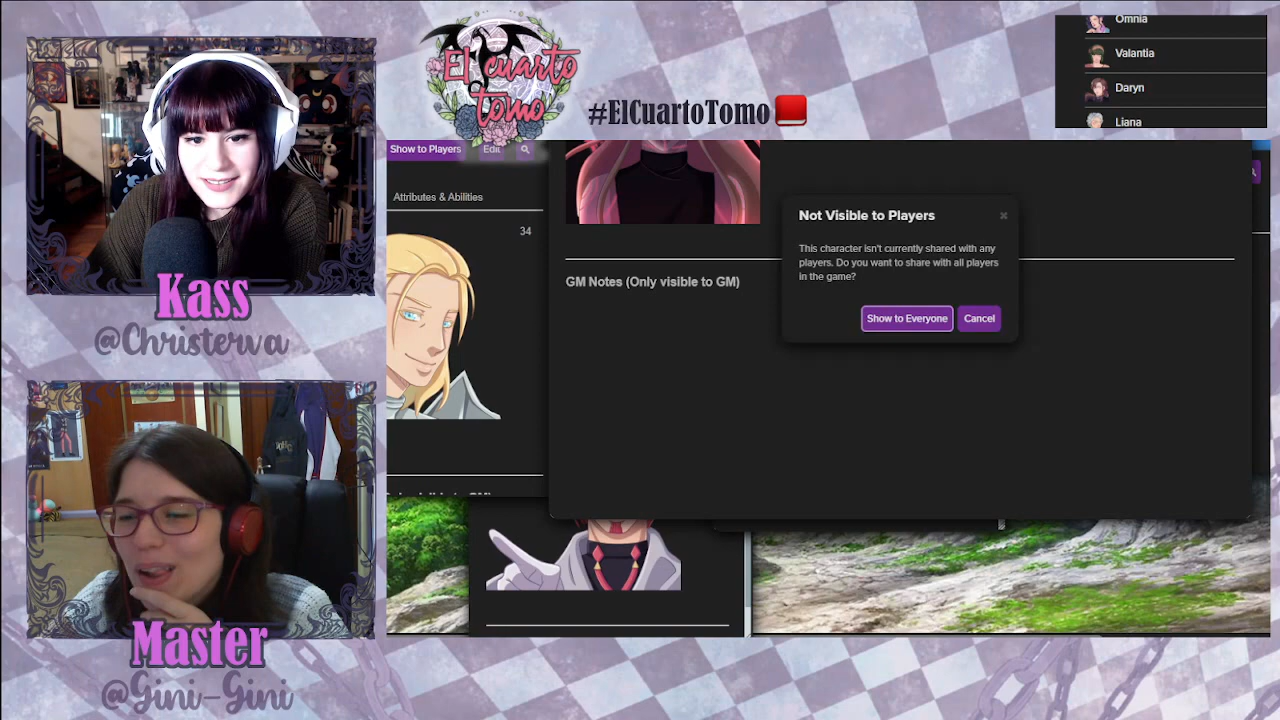 El cuarto
tomo
#ElCuartoTomo
Omnia
Valantia
Daryn
Liana
Kass
@Christerva
Master
@Gini-Gini
Show to Players
Edit
Attributes & Abilities
34
GM Notes (Only visible to GM)
Not Visible to Players
This character isn't currently shared with any
players. Do you want to share with all players
in the game?
Show to Everyone
Cancel